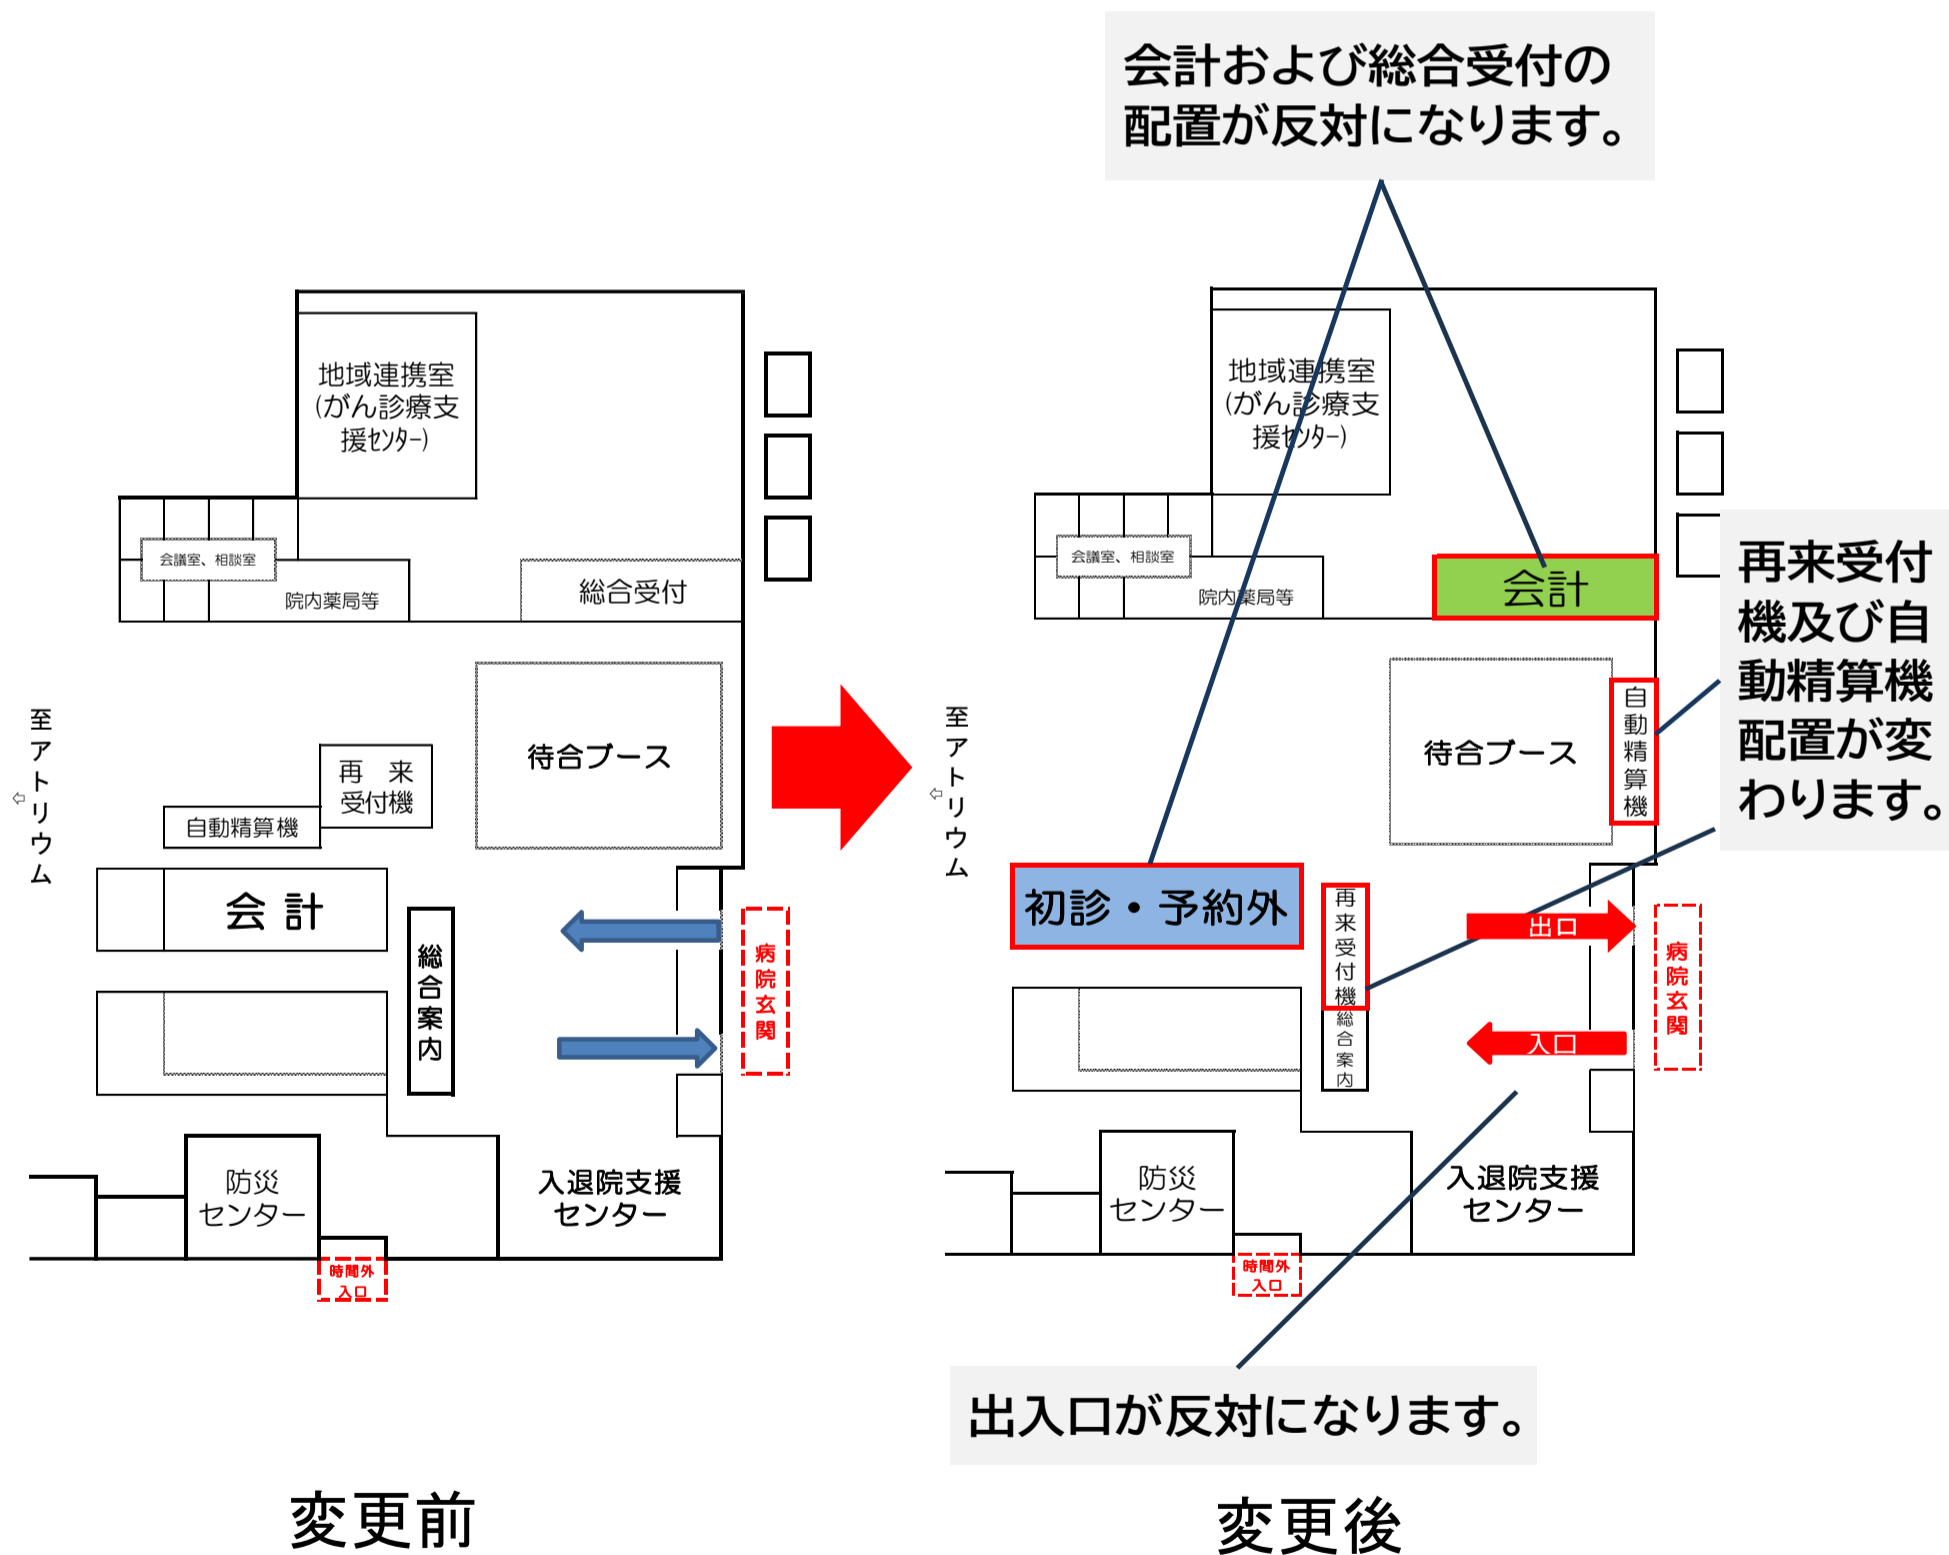 会計および総合受付の
配置が反対になります。
地域連携室
(がん診療支
援ｾﾝﾀｰ)
会議室、相談室
院内薬局等
総合受付
待合ブース
再　来
受付機
自動精算機
至アトリウム
⇦
会 計
総合案内
病院玄関
防災
センター
入退院支援
センター
時間外
入口
変更前
地域連携室
(がん診療支
援ｾﾝﾀｰ)
会議室、相談室
院内薬局等
会計
再来受付
機及び自
動精算機
配置が変
わります。
待合ブース
自動精算機
至アトリウム
⇦
初診・予約外
再来受付機
総合案内
出口
入口
病院玄関
防災
センター
入退院支援
センター
時間外
入口
出入口が反対になります。
変更後